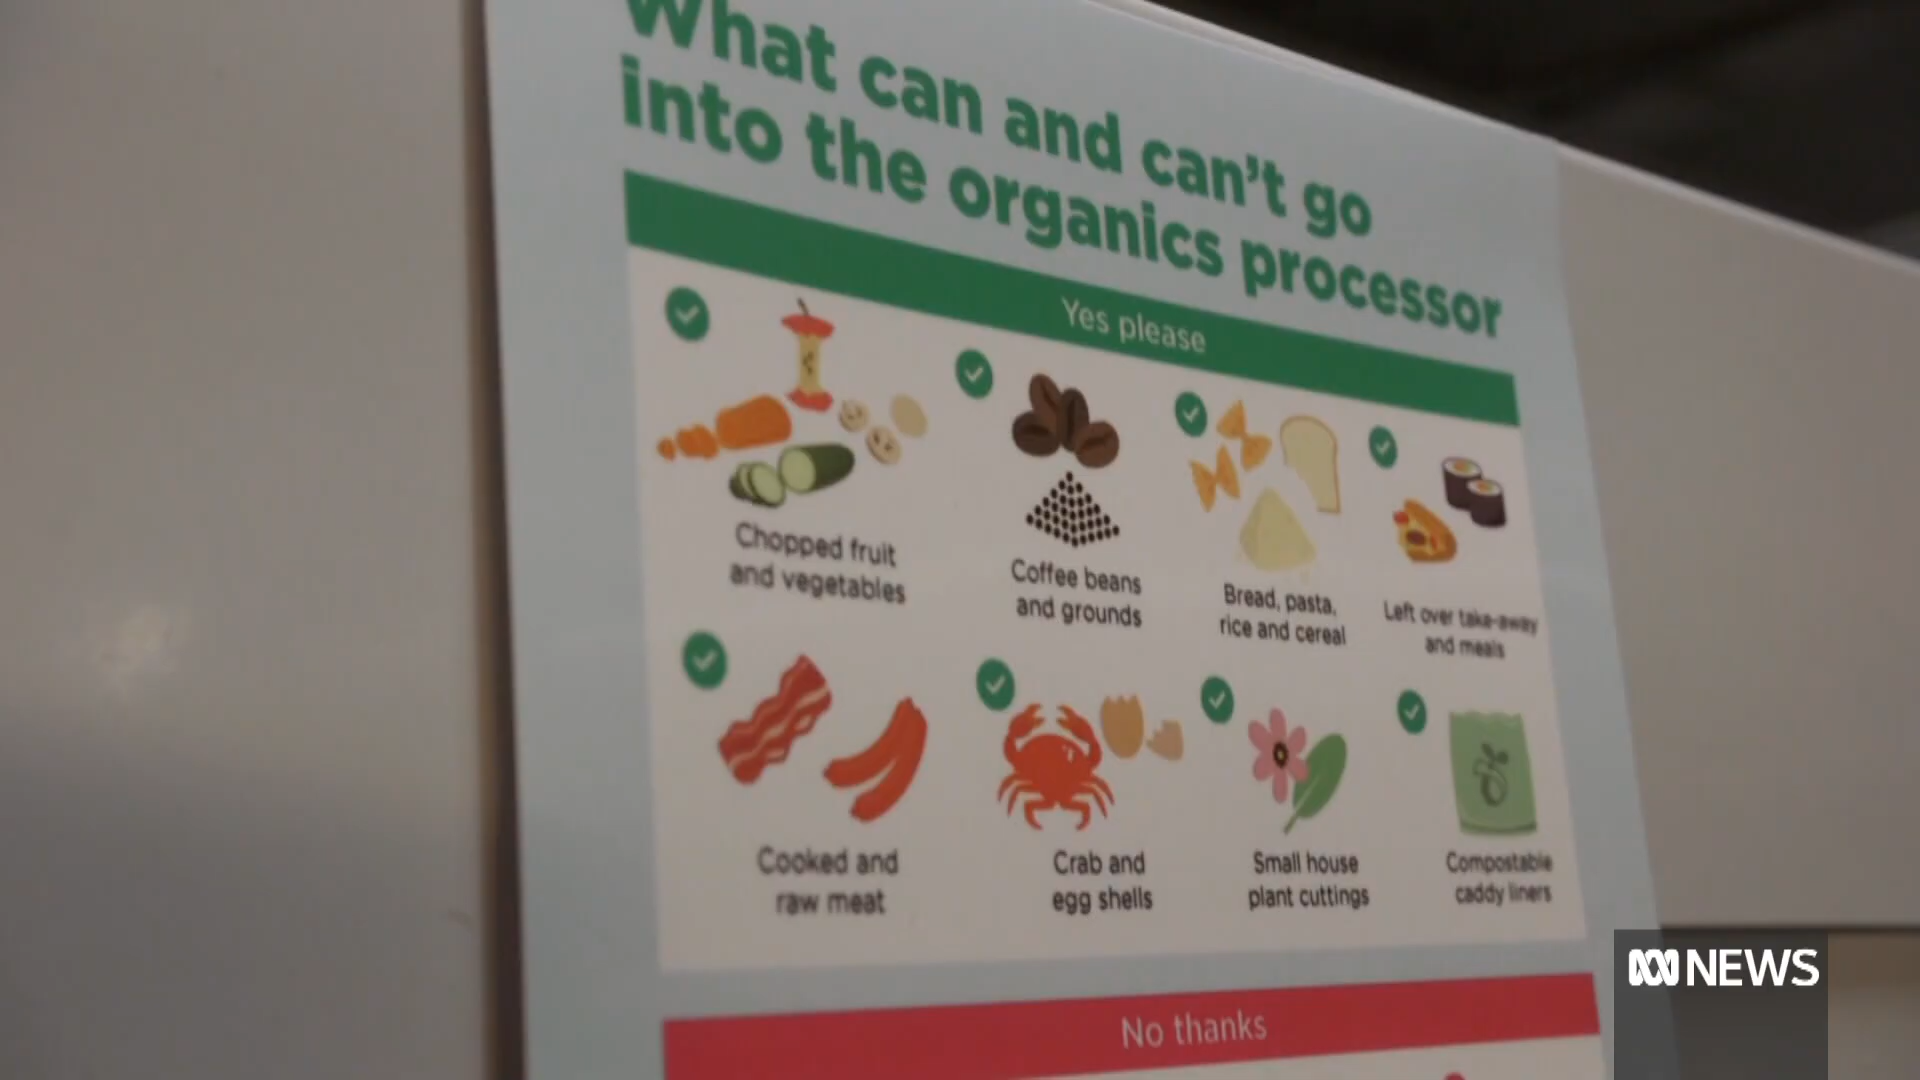 What can and can't go
into the organics processor
Yes please
Chopped fruit
and vegetables
Coffee beans
and grounds
Bread, pasta,
rice and cereal
Left over take-away
and meals
Cooked and
raw meat
Crab and
egg shells
Small house
plant cuttings
Compostable
caddy liners
No thanks
NEWS